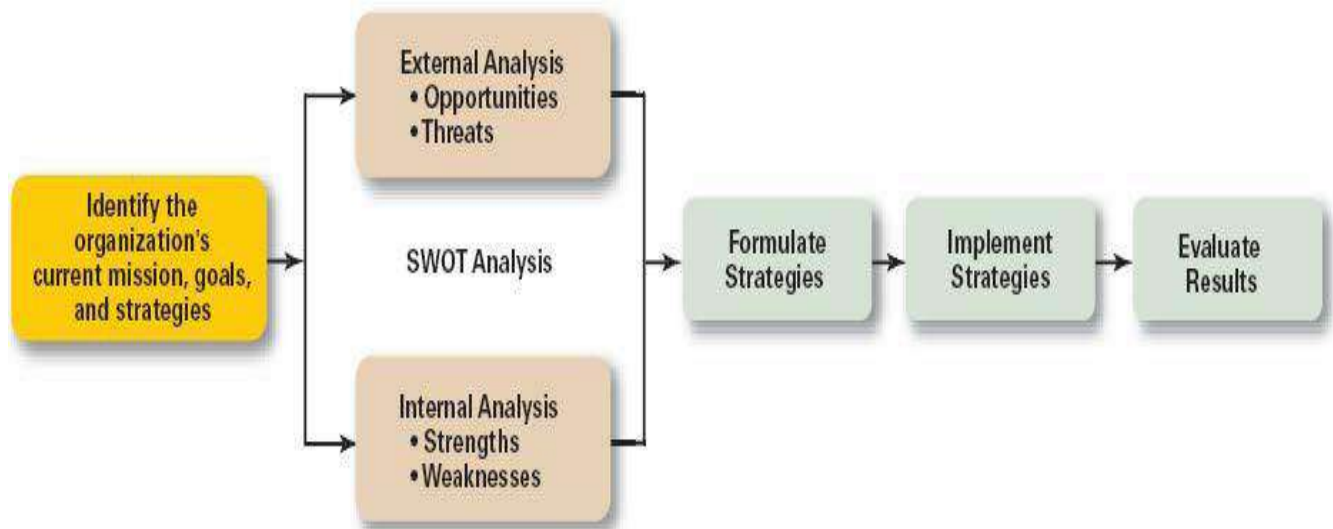 Identify the
organization's
current mission, goals,
and strategies
External Analysis
• Opportunities
• Threats
SWOT Analysis
Internal Analysis
• Strengths
• Weaknesses
Formulate
Strategies
Implement
Strategies
Evaluate
Results